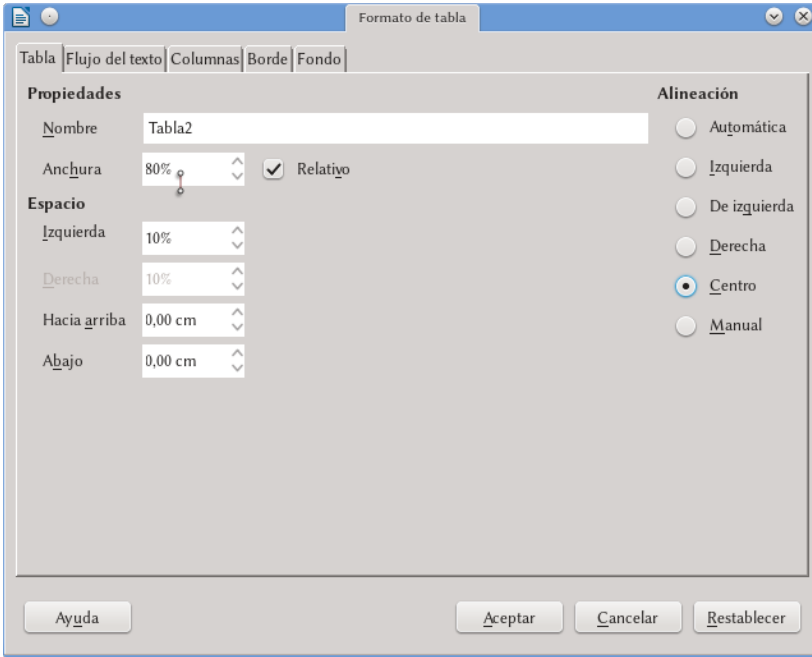 Formato de tabla
Tabla Flujo del texto Columnas Borde Fondo
Propiedades
Nombre Tabla2
Anchura 80% Relativo
Espacio
Izquierda 10%
Derecha 10%
Hacia arriba 0,00 cm
Abajo 0,00 cm
Alineación
Automática
Izquierda
De izquierda
Derecha
Centro
Manual
Ayuda Aceptar Cancelar Restablecer